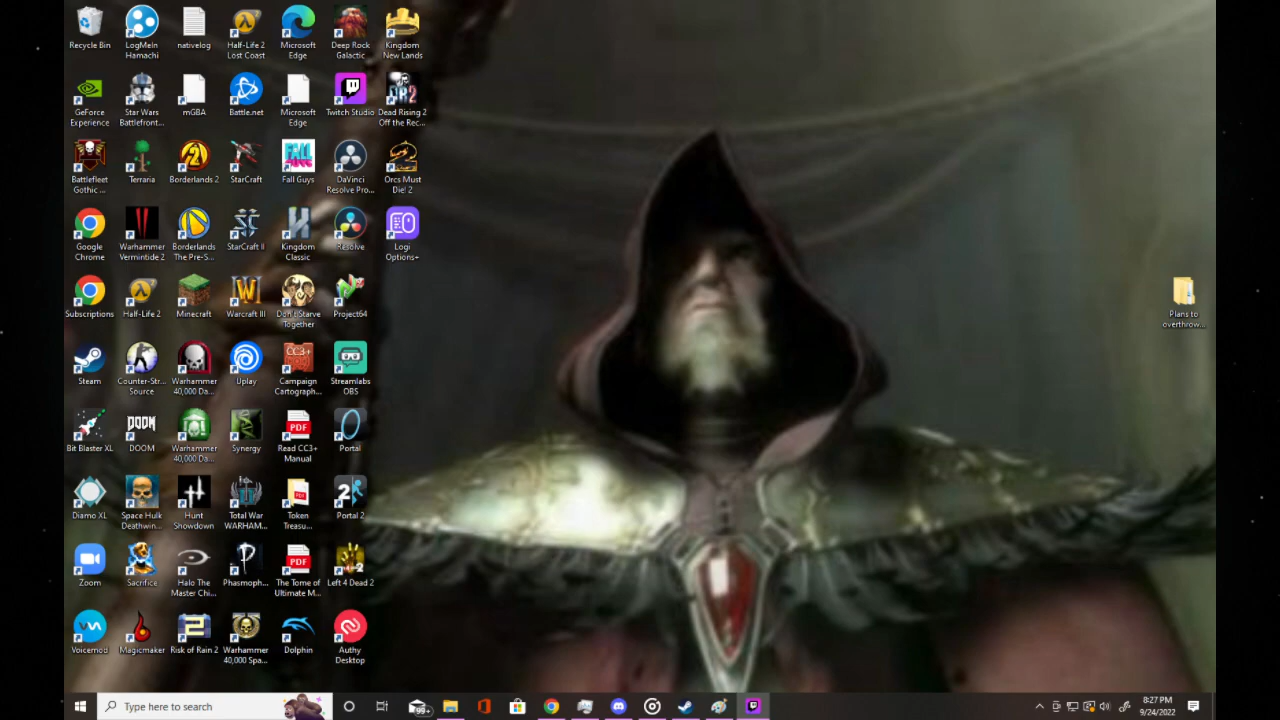 Recycle Bin
LogMeIn
Hamachi
nativelog
Half-Life 2
Lost Coast
Microsoft
Edge
Deep Rock
Galactic
Kingdom
New Lands
GeForce
Experience
Star Wars
Battlefront...
mGBA
Battle.net
Microsoft
Edge
Twitch Studio
Dead Rising 2
Off the Rec...
Battlefleet
Gothic ...
Terraria
Borderlands 2
StarCraft
FALL
Fall Guys
DaVinci
Resolve Pro...
Orcs Must
Die! 2
Google
Chrome
Warhammer
Vermintide 2
Borderlands
The Pre-S...
StarCraft II
Kingdom
Classic
Resolve
Logi
Options+
Subscriptions
Half-Life 2
Minecraft
Warcraft III
Don't Starve
Together
Project64
Plans to
overthrow...
Steam
Counter-Str...
Source
Warhammer
40,000 Da...
Uplay
CC3+
Campaign
Cartograph...
Streamlabs
OBS
Bit Blaster XL
DOOM
DOOM
Warhammer
40,000 Da...
Synergy
PDF
Read CC3+
Manual
Portal
Diamo XL
Space Hulk
Deathwin...
Hunt
Showdown
Total War
WARHAM...
PDF
Token
Treasu...
2
Portal 2
Zoom
Sacrifice
Halo The
Master Chi...
Phasmoph...
PDF
The Tome of
Ultimate M...
Left 4 Dead 2
Voicemod
Magicmaker
Risk of Rain 2
Warhammer
40,000 Spa...
Dolphin
Authy
Desktop
Type here to search
99+
8:27 PM
9/24/2022